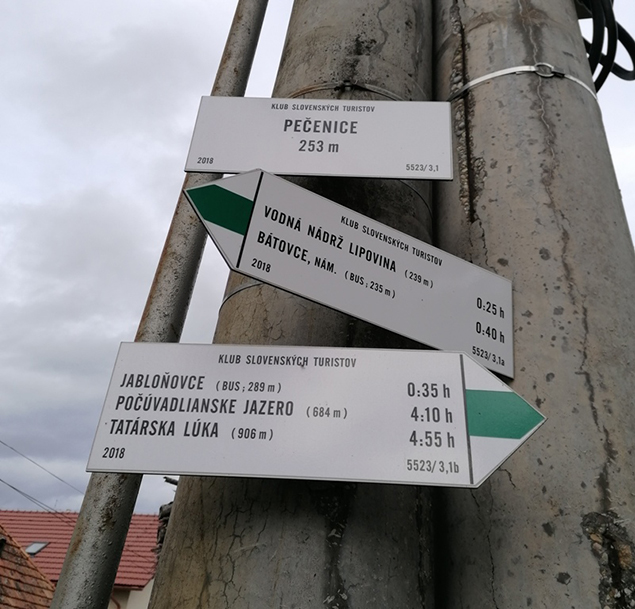 KLUB SLOVENSKÝCH TURISTOV
PEČENICE
253 m
2018 5523/3,1
KLUB SLOVENSKÝCH TURISTOV
VODNÁ NÁDRŽ LIPOVINA (239 m) 0:25 h
BÁTOVCE, NÁM. (BUS; 235 m) 0:40 h
2018 5523/3,1a
KLUB SLOVENSKÝCH TURISTOV
JABLOŇOVCE (BUS; 289 m) 0:35 h
POČÚVADLIANSKE JAZERO (684 m) 4:10 h
TATÁRSKA LÚKA (906 m) 4:55 h
2018 5523/3,1b